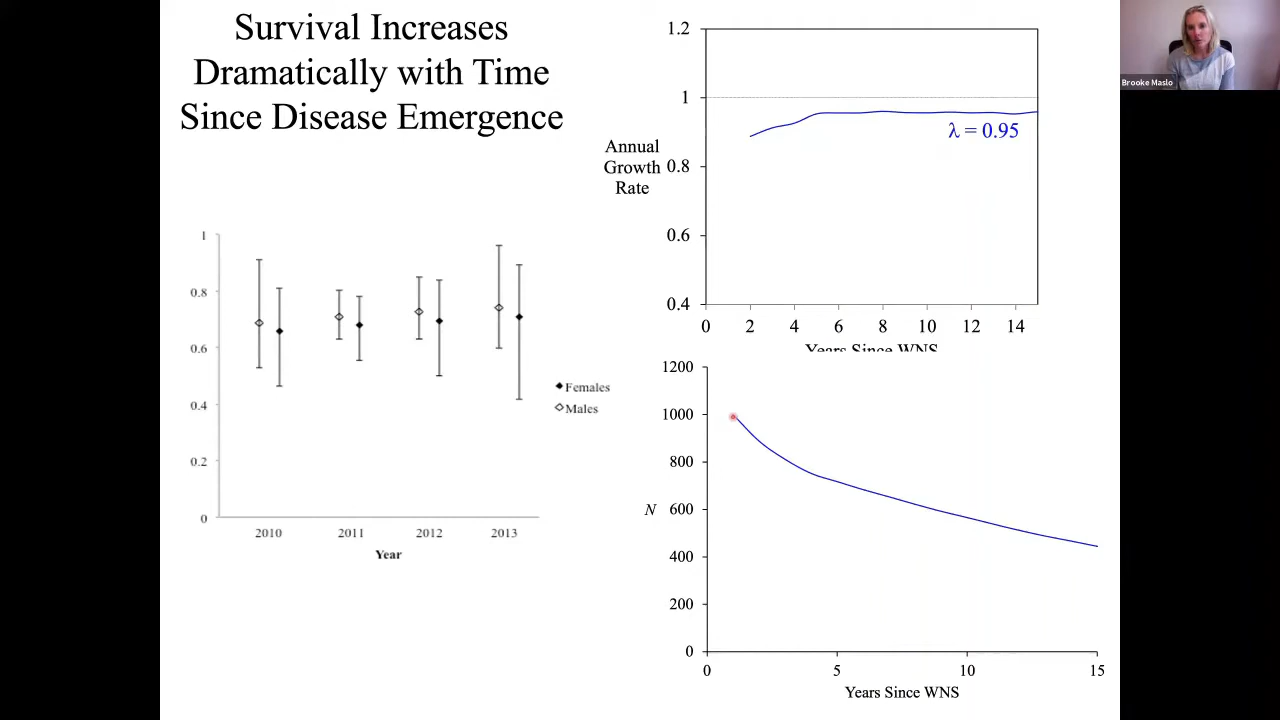 Survival Increases
Dramatically with Time
Since Disease Emergence
1
0.8
0.6
0.4
0.2
0
2010 2011 2012 2013
Year
Females
Males
1.2
1
0.8
0.6
0.4
Annual
Growth
Rate
λ = 0.95
0 2 4 6 8 10 12 14
Years Since WNS
1200
1000
800
600
400
200
0
N
0 5 10 15
Years Since WNS
Brooke Maslo